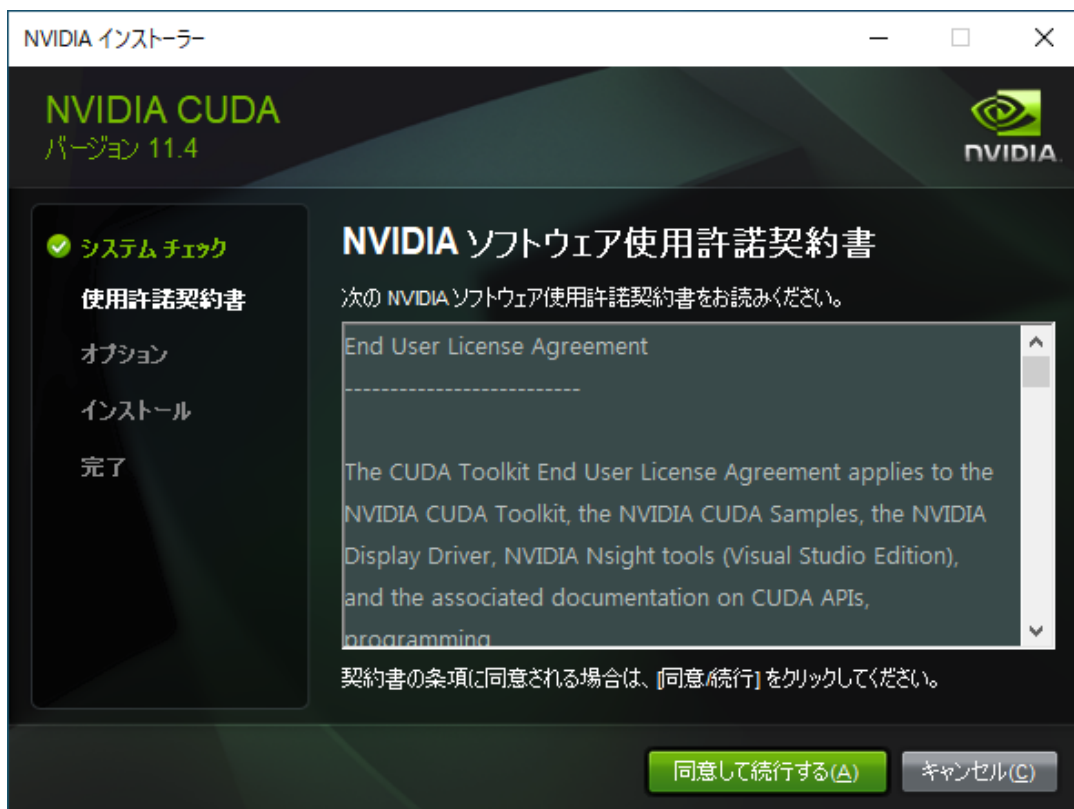 NVIDIA インストーラー
NVIDIA CUDA
バージョン 11.4
NVIDIA.
システム チェック
使用許諾契約書
オプション
インストール
完了
NVIDIA ソフトウェア使用許諾契約書
次の NVIDIA ソフトウェア使用許諾契約書をお読みください。
End User License Agreement
--------------------------
The CUDA Toolkit End User License Agreement applies to the
NVIDIA CUDA Toolkit, the NVIDIA CUDA Samples, the NVIDIA
Display Driver, NVIDIA Nsight tools (Visual Studio Edition),
and the associated documentation on CUDA APIs,
programming
契約書の条項に同意される場合は、[同意/続行] をクリックしてください。
同意して続行する(A)
キャンセル(C)